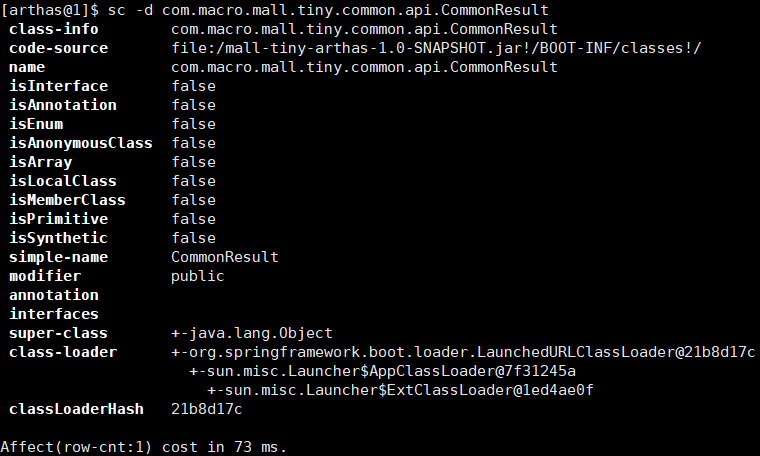 [arthas@1]$ sc -d com.macro.mall.tiny.common.api.CommonResult
class-info com.macro.mall.tiny.common.api.CommonResult
code-source file:/mall-tiny-arthas-1.0-SNAPSHOT.jar!/BOOT-INF/classes!/
name com.macro.mall.tiny.common.api.CommonResult
isInterface false
isAnnotation false
isEnum false
isAnonymousClass false
isArray false
isLocalClass false
isMemberClass false
isPrimitive false
isSynthetic false
simple-name CommonResult
modifier public
annotation
interfaces
super-class +-java.lang.Object
class-loader +-org.springframework.boot.loader.LaunchedURLClassLoader@21b8d17c
+-sun.misc.Launcher$AppClassLoader@7f31245a
+-sun.misc.Launcher$ExtClassLoader@1ed4ae0f
classLoaderHash 21b8d17c
Affect(row-cnt:1) cost in 73 ms.